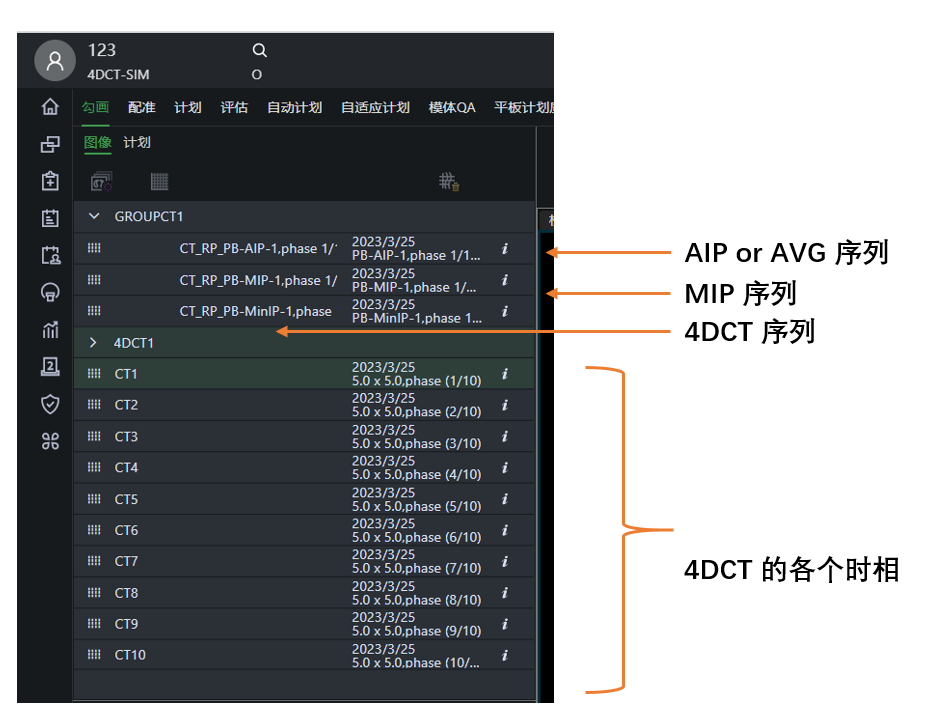 123
4DCT-SIM
O
勾画 配准 计划 评估 自动计划 自适应计划 模体QA 平板计划
图像 计划
GROUPCT1
CT_RP_PB-AIP-1,phase 1/
2023/3/25
PB-AIP-1,phase 1/1...
i
CT_RP_PB-MIP-1,phase 1/
2023/3/25
PB-MIP-1,phase 1/...
i
CT_RP_PB-MinIP-1,phase
2023/3/25
PB-MinIP-1,phase 1...
i
4DCT1
CT1
2023/3/25
5.0 x 5.0,phase (1/10)
i
CT2
2023/3/25
5.0 x 5.0,phase (2/10)
i
CT3
2023/3/25
5.0 x 5.0,phase (3/10)
i
CT4
2023/3/25
5.0 x 5.0,phase (4/10)
i
CT5
2023/3/25
5.0 x 5.0,phase (5/10)
i
CT6
2023/3/25
5.0 x 5.0,phase (6/10)
i
CT7
2023/3/25
5.0 x 5.0,phase (7/10)
i
CT8
2023/3/25
5.0 x 5.0,phase (8/10)
i
CT9
2023/3/25
5.0 x 5.0,phase (9/10)
i
CT10
2023/3/25
5.0 x 5.0,phase (10/...
i
AIP or AVG 序列
MIP 序列
4DCT 序列
4DCT 的各个时相